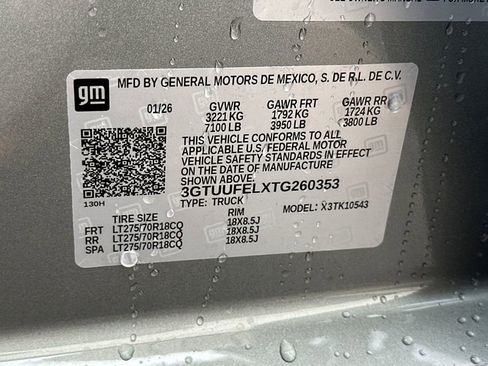 gm
MFD BY GENERAL MOTORS DE MEXICO, S. DE R.L. DE C.V.
01/26 GVWR GAWR FRT GAWR RR
3221 KG 1792 KG 1724 KG
7100 LB 3950 LB 3800 LB
THIS VEHICLE CONFORMS TO ALL APPLICABLE
U.S/FEDERAL MOTOR
VEHICLE SAFETY STANDARDS IN EFFECT
ON THE DATE OF MANUFACTURE
3GTUUFELXTG260353
130H
TYPE: TRUCK MODEL: X3TK10543
TIRE SIZE RIM
FRT LT275/70R18CQ 18X8.5J
RR LT275/70R18CQ 18X8.5J
SPA LT275/70R18CQ 18X8.5J